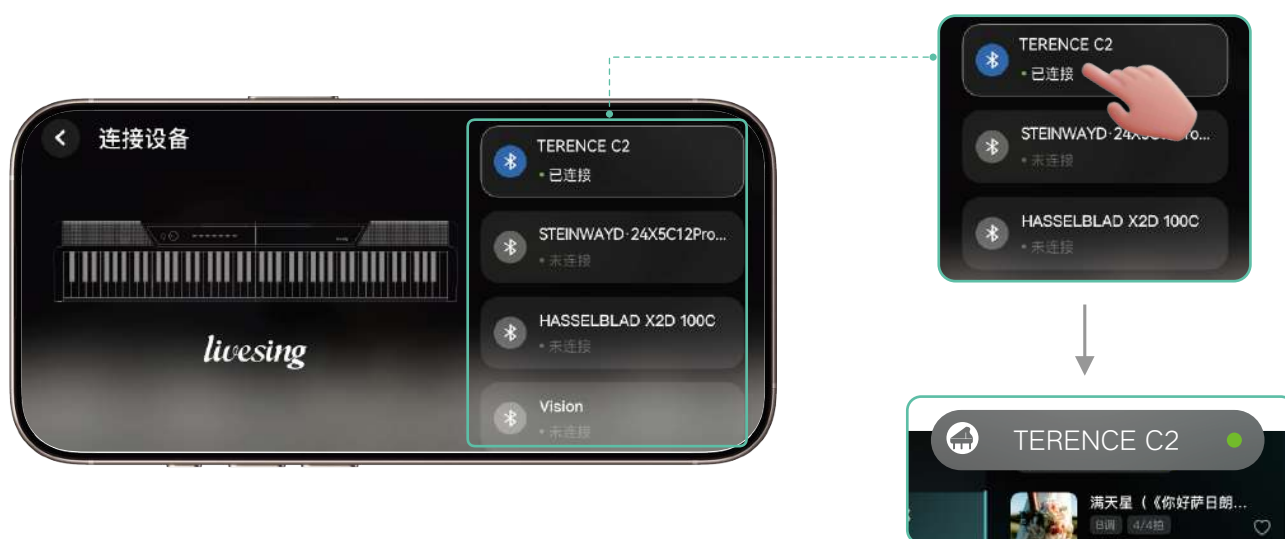 连接设备
livesing
TERENCE C2
• 已连接
STEINWAYD·24X5C12Pro...
• 未连接
HASSELBLAD X2D 100C
• 未连接
Vision
• 未连接
TERENCE C2
• 已连接
STEINWAYD·24X5C12Pro...
• 未连接
HASSELBLAD X2D 100C
• 未连接
TERENCE C2
满天星（《你好萨日朗...
B调 4/4拍